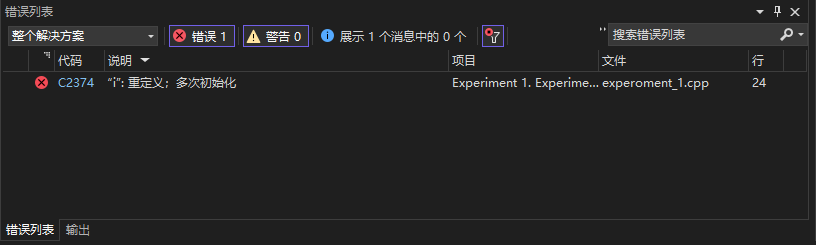 错误列表
整个解决方案 错误 1 警告 0 展示 1 个消息中的 0 个 " 搜索错误列表
代码 说明 项目 文件 行
C2374 “i”: 重定义；多次初始化 Experiment 1. Experime... experoment_1.cpp 24
错误列表 输出